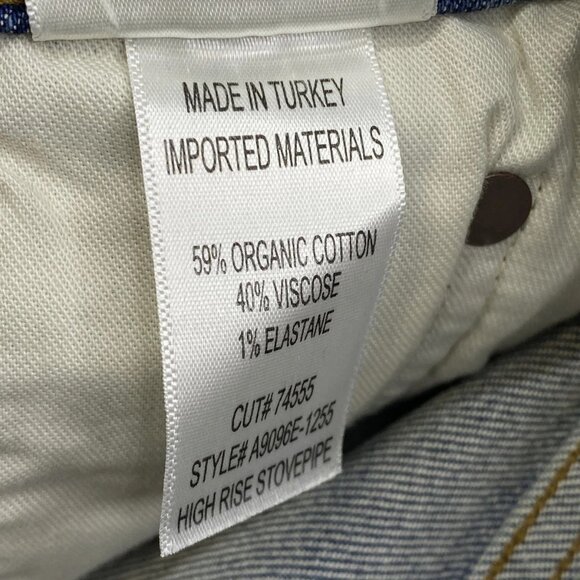 MADE IN TURKEY
IMPORTED MATERIALS
59% ORGANIC COTTON
40% VISCOSE
1% ELASTANE
CUT# 74555
STYLE# A9096E-1255
HIGH RISE STOVEPIPE